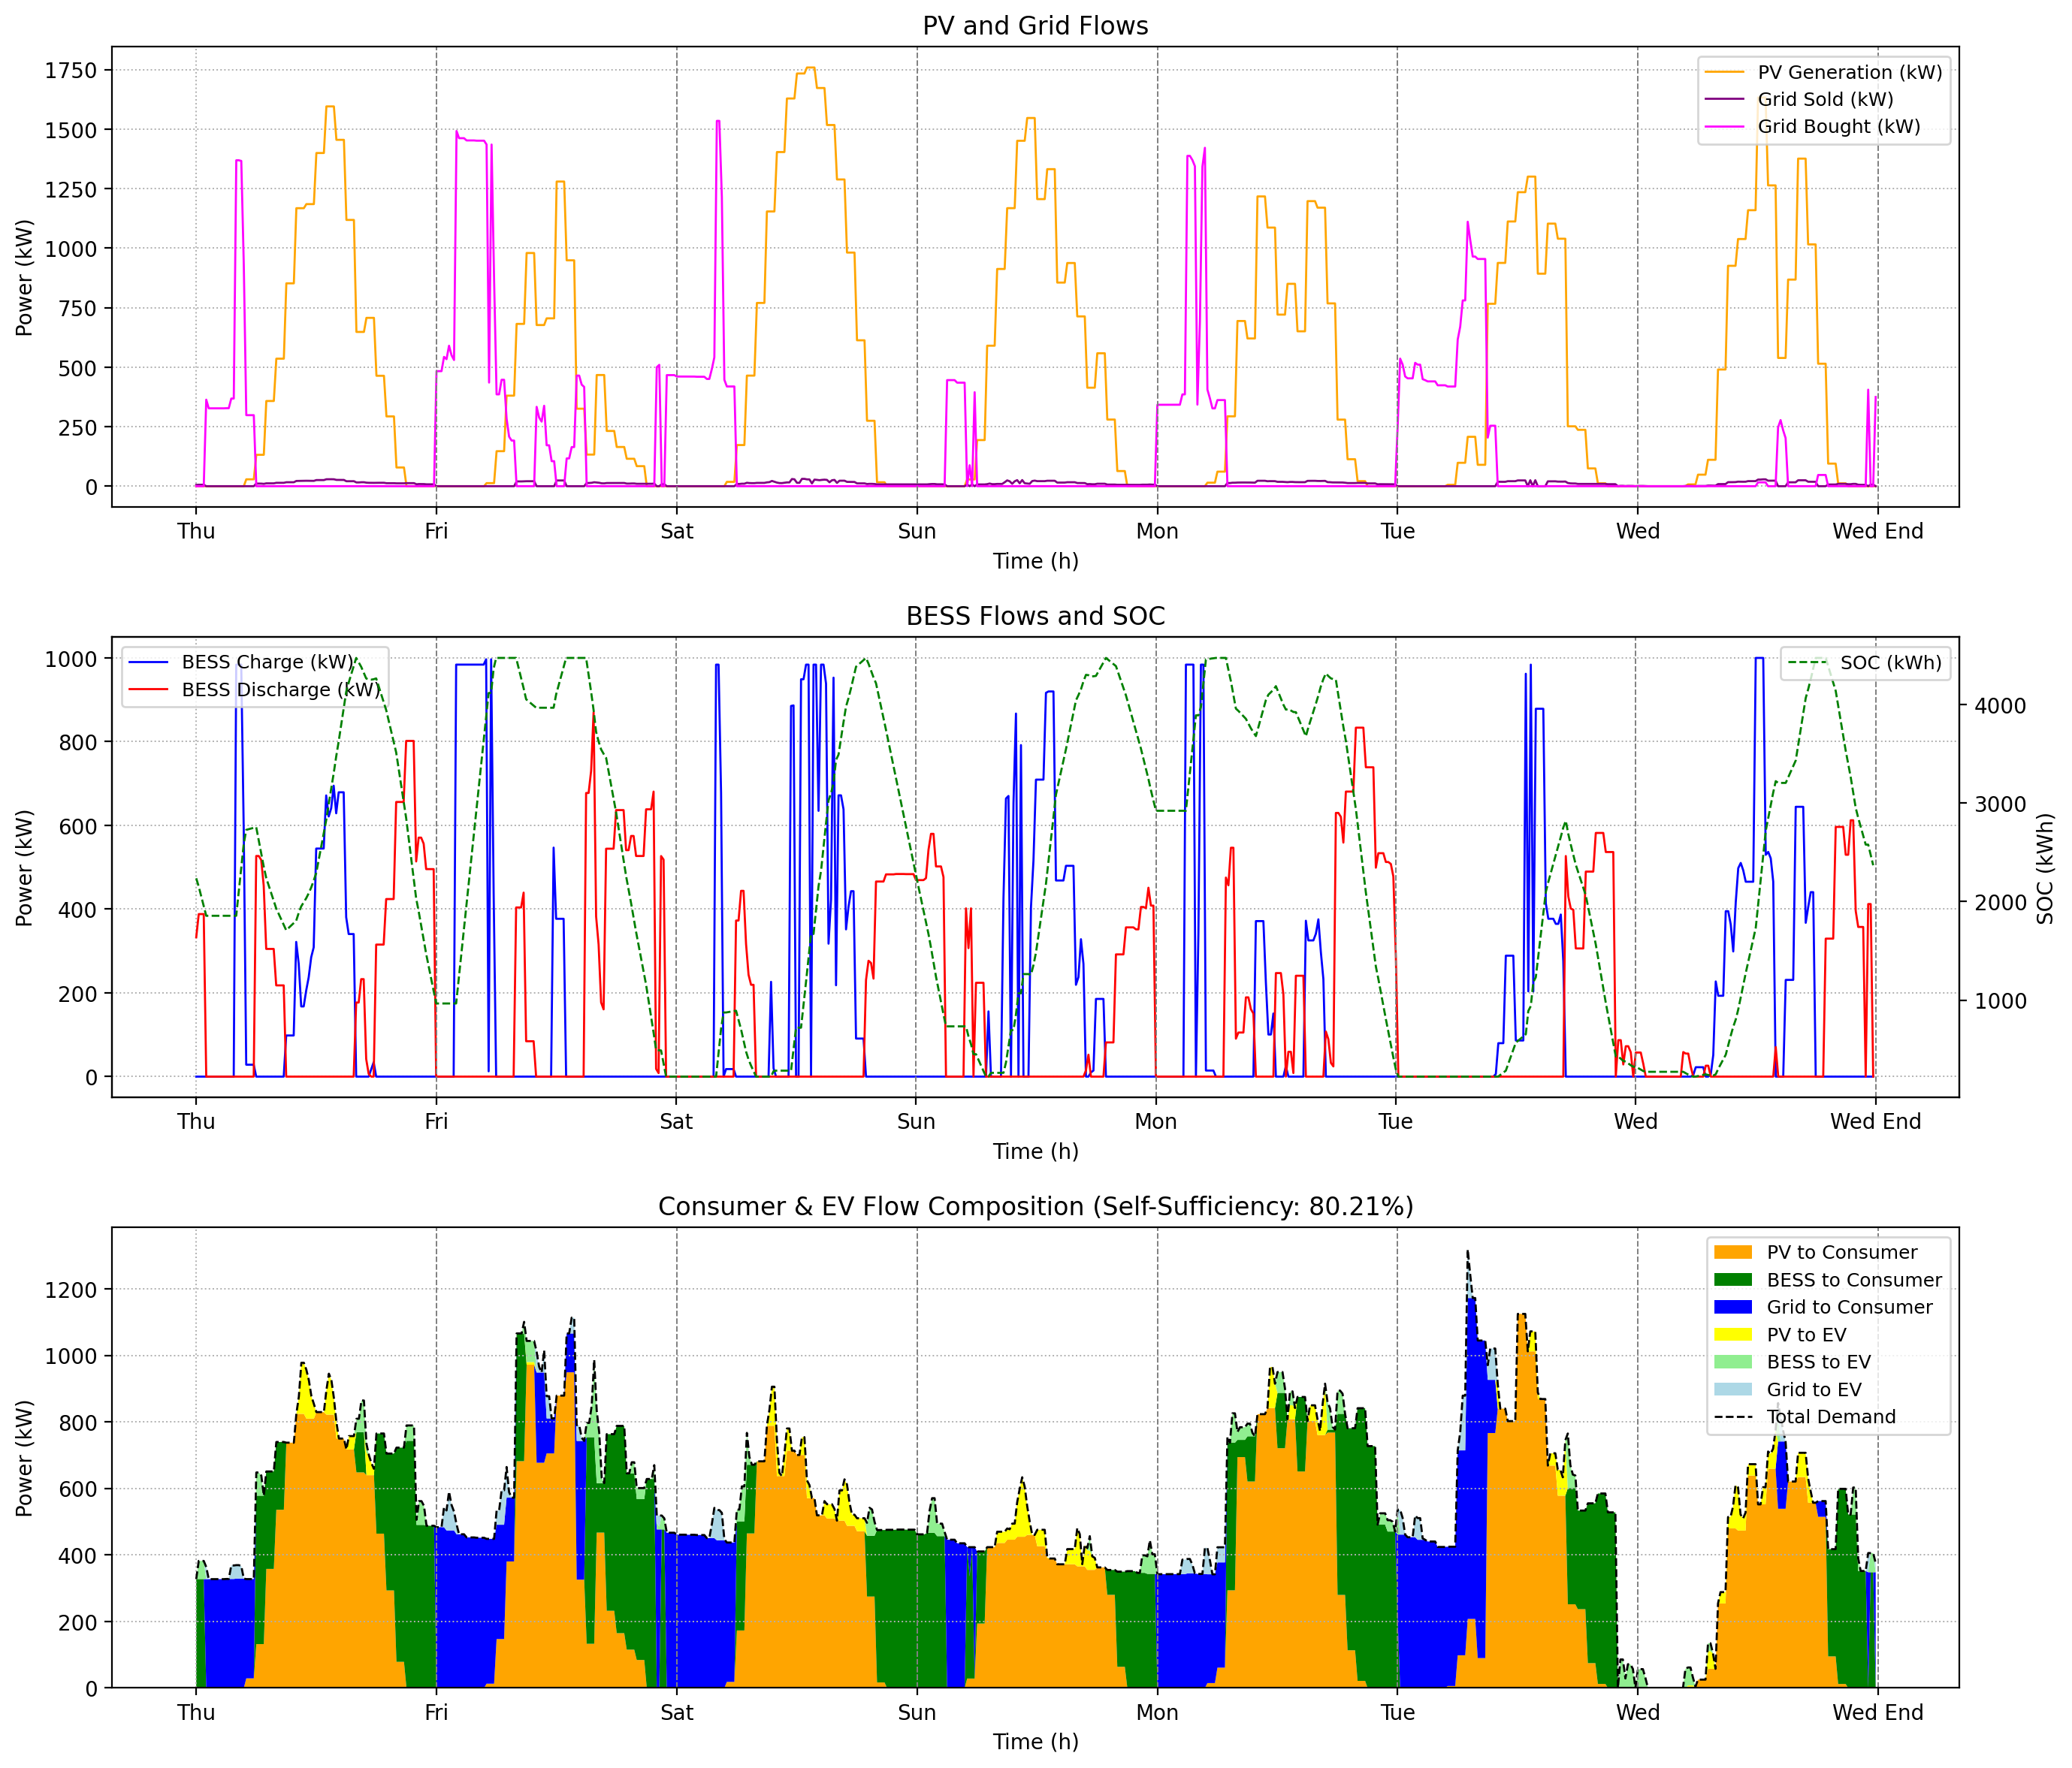 PV and Grid Flows
Power (kW)
1750
1500
1250
1000
750
500
250
0
PV Generation (kW)
Grid Sold (kW)
Grid Bought (kW)
Thu Fri Sat Sun Mon Tue Wed Wed End
Time (h)
BESS Flows and SOC
Power (kW)
1000
800
600
400
200
0
BESS Charge (kW)
BESS Discharge (kW)
SOC (kWh)
4000
3000
2000
1000
SOC (kWh)
Thu Fri Sat Sun Mon Tue Wed Wed End
Time (h)
Consumer & EV Flow Composition (Self-Sufficiency: 80.21%)
Power (kW)
1200
1000
800
600
400
200
0
PV to Consumer
BESS to Consumer
Grid to Consumer
PV to EV
BESS to EV
Grid to EV
Total Demand
Thu Fri Sat Sun Mon Tue Wed Wed End
Time (h)